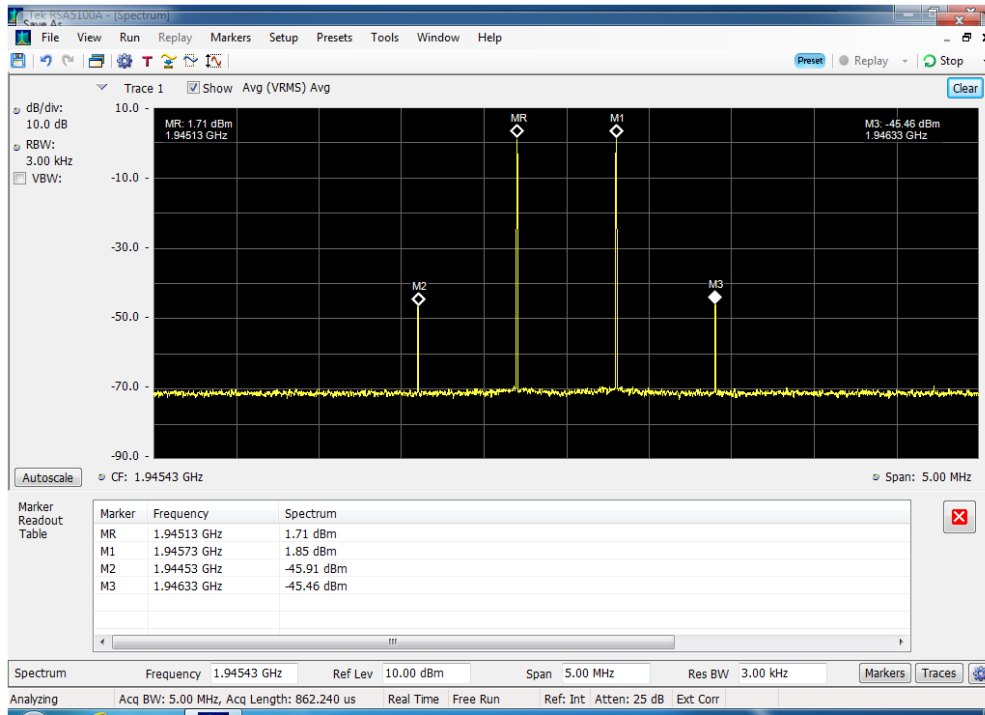 Tek RSA5100A - [Spectrum]
Save As
File View Run Replay Markers Setup Presets Tools Window Help
Preset Replay Stop
Trace 1 Show Avg (VRMS) Avg Clear
dB/div:
10.0 dB
RBW:
3.00 kHz
VBW:
10.0
-10.0
-30.0
-50.0
-70.0
-90.0
MR: 1.71 dBm
1.94513 GHz
MR
M1
M3: -45.46 dBm
1.94633 GHz
M2
M3
Autoscale CF: 1.94543 GHz Span: 5.00 MHz
Marker
Readout
Table
Marker Frequency Spectrum
MR 1.94513 GHz 1.71 dBm
M1 1.94573 GHz 1.85 dBm
M2 1.94453 GHz -45.91 dBm
M3 1.94633 GHz -45.46 dBm
Spectrum Frequency 1.94543 GHz Ref Lev 10.00 dBm Span 5.00 MHz Res BW 3.00 kHz Markers Traces
Analyzing Acq BW: 5.00 MHz, Acq Length: 862.240 us Real Time Free Run Ref: Int Atten: 25 dB Ext Corr